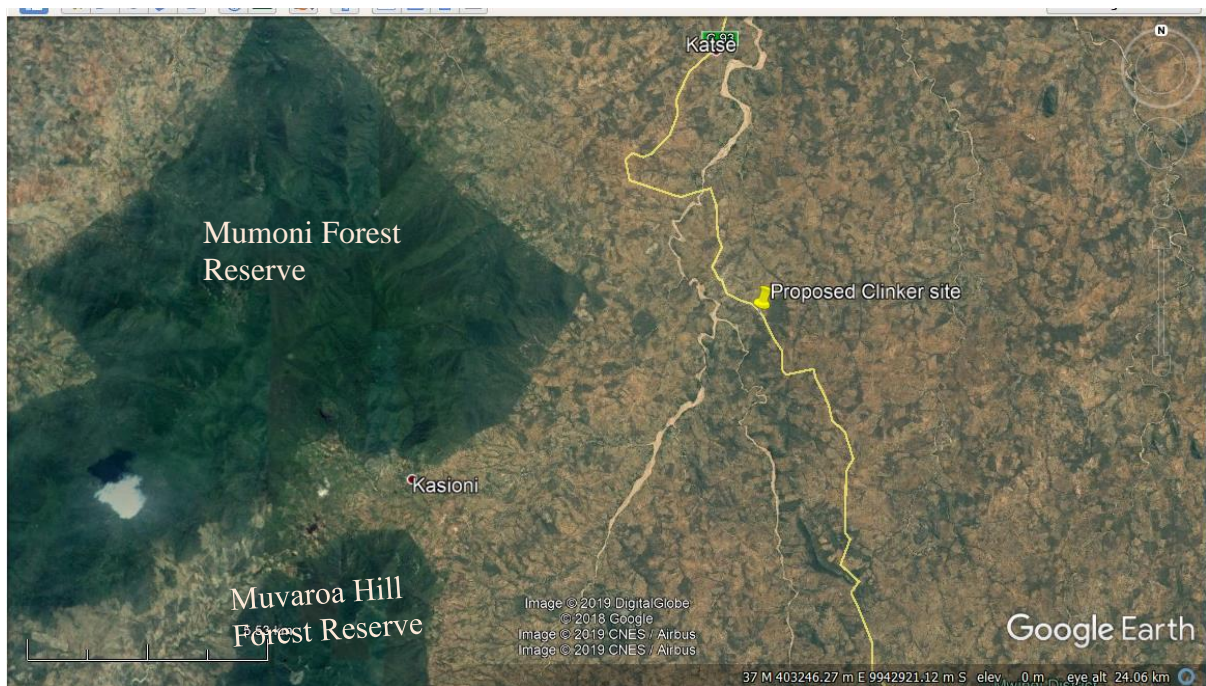 N
C 93
Katse
Mumoni Forest
Reserve
Proposed Clinker site
Kasioni
Muvaroa Hill
Forest Reserve
Image © 2019 DigitalGlobe
© 2018 Google
Image © 2019 CNES / Airbus
Image © 2019 CNES / Airbus
Google Earth
37 M 403246.27 m E 9942921.12 m S elev 0 m eye alt 24.06 km